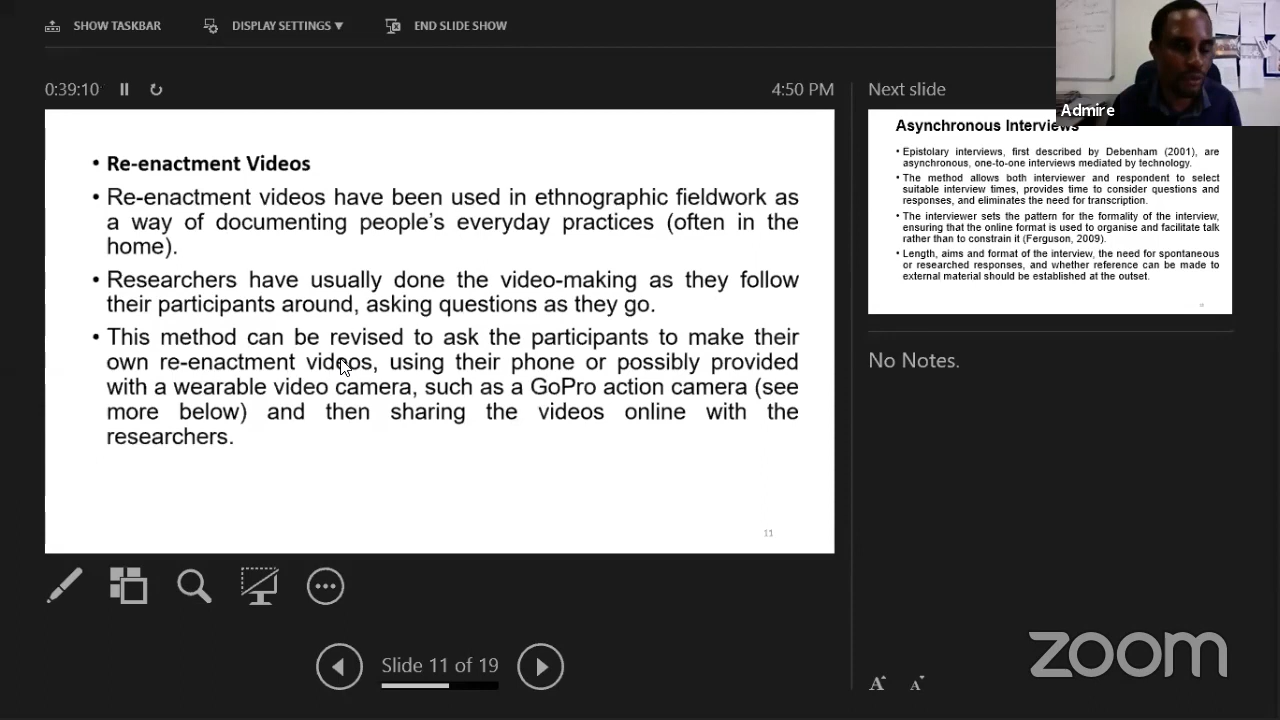 SHOW TASKBAR
DISPLAY SETTINGS ▼
END SLIDE SHOW
0:39:10
4:50 PM
• Re-enactment Videos
• Re-enactment videos have been used in ethnographic fieldwork as
a way of documenting people’s everyday practices (often in the
home).
• Researchers have usually done the video-making as they follow
their participants around, asking questions as they go.
• This method can be revised to ask the participants to make their
own re-enactment videos, using their phone or possibly provided
with a wearable video camera, such as a GoPro action camera (see
more below) and then sharing the videos online with the
researchers.
11
Slide 11 of 19
Next slide
Admire
Asynchronous Interviews
• Epistolary interviews, first described by Debenham (2001), are
asynchronous, one-to-one interviews mediated by technology.
• The method allows both interviewer and respondent to select
suitable interview times, provides time to consider questions and
responses, and eliminates the need for transcription.
• The interviewer sets the pattern for the formality of the interview,
ensuring that the online format is used to organise and facilitate talk
rather than to constrain it (Ferguson, 2009).
• Length, aims and format of the interview, the need for spontaneous
or researched responses, and whether reference can be made to
external material should be established at the outset.
No Notes.
zoom
A A